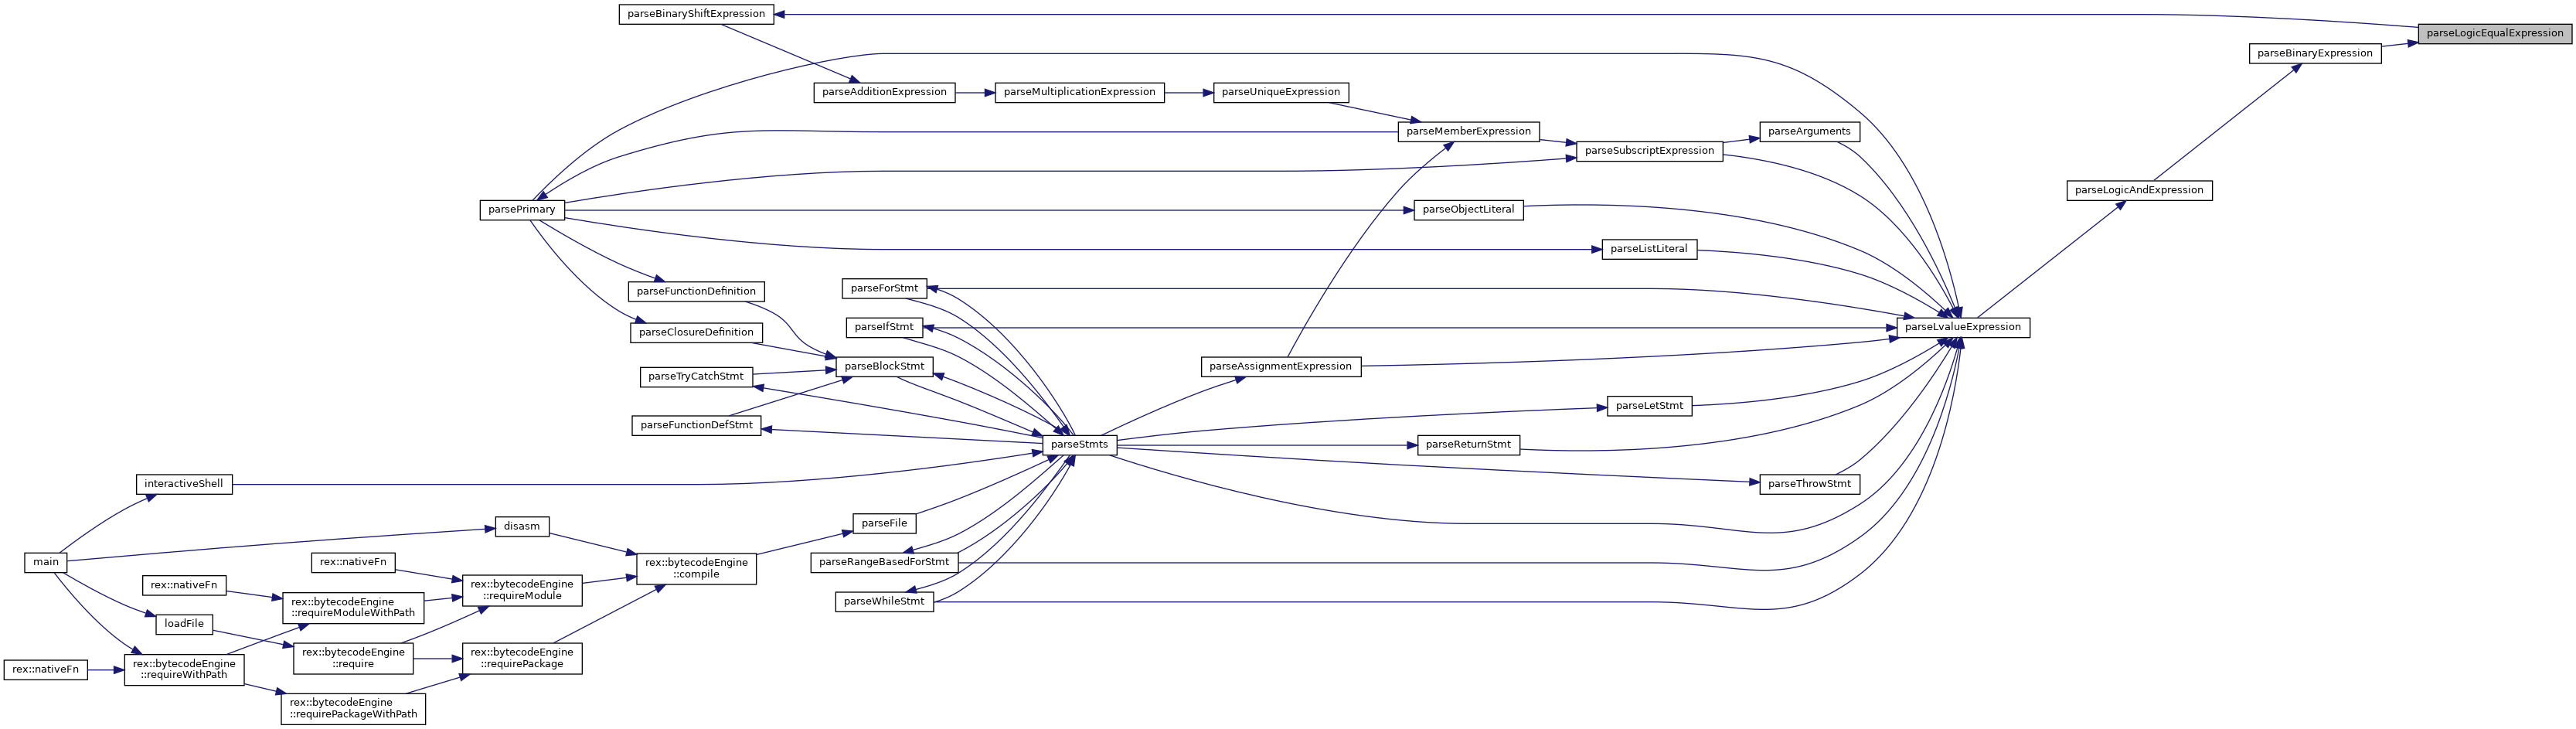 parseBinaryShiftExpression
parseLogicEqualExpression
parseBinaryExpression
parseAdditionExpression
parseMultiplicationExpression
parseUniqueExpression
parseMemberExpression
parseArguments
parseSubscriptExpression
parseLogicAndExpression
parsePrimary
parseObjectLiteral
parseListLiteral
parseFunctionDefinition
parseForStmt
parseClosureDefinition
parseIfStmt
parseLvalueExpression
parseTryCatchStmt
parseBlockStmt
parseAssignmentExpression
parseLetStmt
parseFunctionDefStmt
parseStmts
parseReturnStmt
interactiveShell
parseThrowStmt
disasm
parseFile
main
rex::nativeFn
rex::bytecodeEngine
::compile
parseRangeBasedForStmt
rex::nativeFn
rex::bytecodeEngine
::requireModule
rex::bytecodeEngine
::requireModuleWithPath
parseWhileStmt
loadFile
rex::bytecodeEngine
::require
rex::bytecodeEngine
::requirePackage
rex::nativeFn
rex::bytecodeEngine
::requireWithPath
rex::bytecodeEngine
::requirePackageWithPath